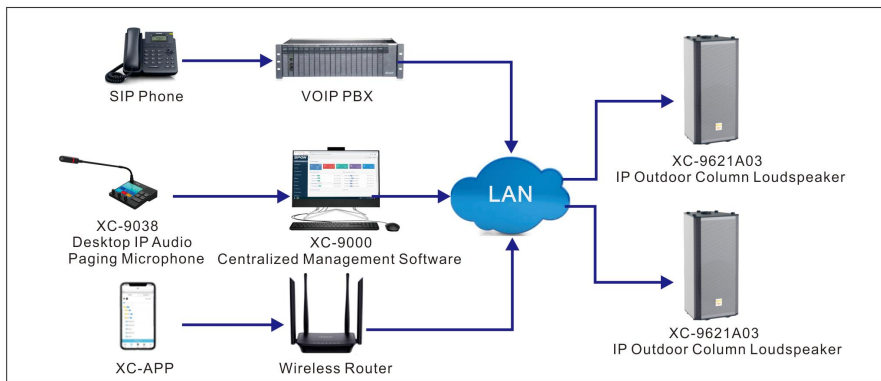 SIP Phone
VOIP PBX
XC-9621A03
IP Outdoor Column Loudspeaker
LAN
XC-9038
Desktop IP Audio
Paging Microphone
XC-9000
Centralized Management Software
XC-9621A03
IP Outdoor Column Loudspeaker
XC-APP
Wireless Router